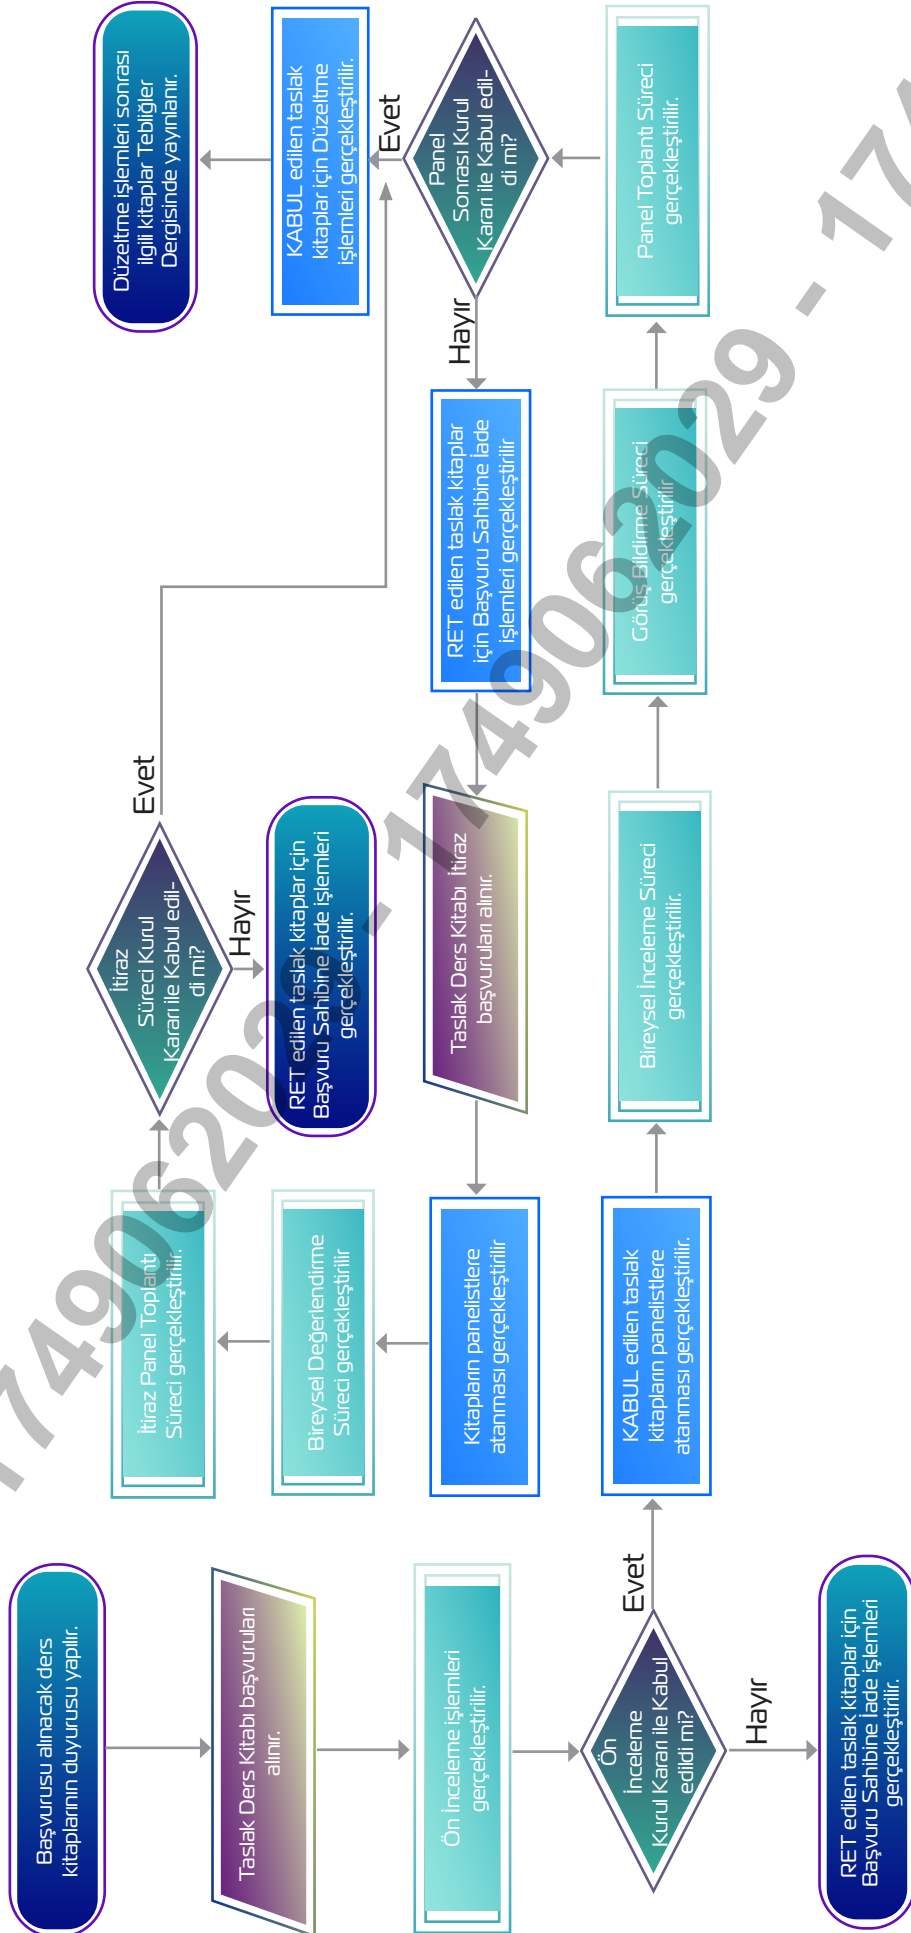 Başvurusu alınacak ders
kitaplarının duyurusu yapılır.
Taslak Ders Kitabı başvuruları
alınır.
Ön İnceleme işlemleri
gerçekleştirilir.
Ön
İnceleme
Kurul Kararı ile Kabul
edildi mi?
Hayır
RET edilen taslak kitaplar için
Başvuru Sahibine İade işlemleri
gerçekleştirilir.
Evet
KABUL edilen taslak
kitapların panelistlere
atanması gerçekleştirilir.
Bireysel İnceleme Süreci
gerçekleştirilir.
Görüş Bildirme Süreci
gerçekleştirilir
Panel Toplantı Süreci
gerçekleştirilir.
Panel
Sonrası Kurul
Kararı ile Kabul edil-
di mi?
Evet
KABUL edilen taslak
kitaplar için Düzeltme
işlemleri gerçekleştirilir.
Düzeltme işlemleri sonrası
ilgili kitaplar Tebliğler
Dergisinde yayınlanır.
Hayır
RET edilen taslak kitaplar
için Başvuru Sahibine İade
işlemleri gerçekleştirilir
Taslak Ders Kitabı İtiraz
başvuruları alınır.
Kitapların panelistlere
atanması gerçekleştirilir
Bireysel Değerlendirme
Süreci gerçekleştirilir
İtiraz Panel Toplantı
Süreci gerçekleştirilir.
İtiraz
Süreci Kurul
Kararı ile Kabul edil-
di mi?
Evet
Hayır
RET edilen taslak kitaplar için
Başvuru Sahibine İade işlemleri
gerçekleştirilir.
1749062029 - 1749062029 - 174